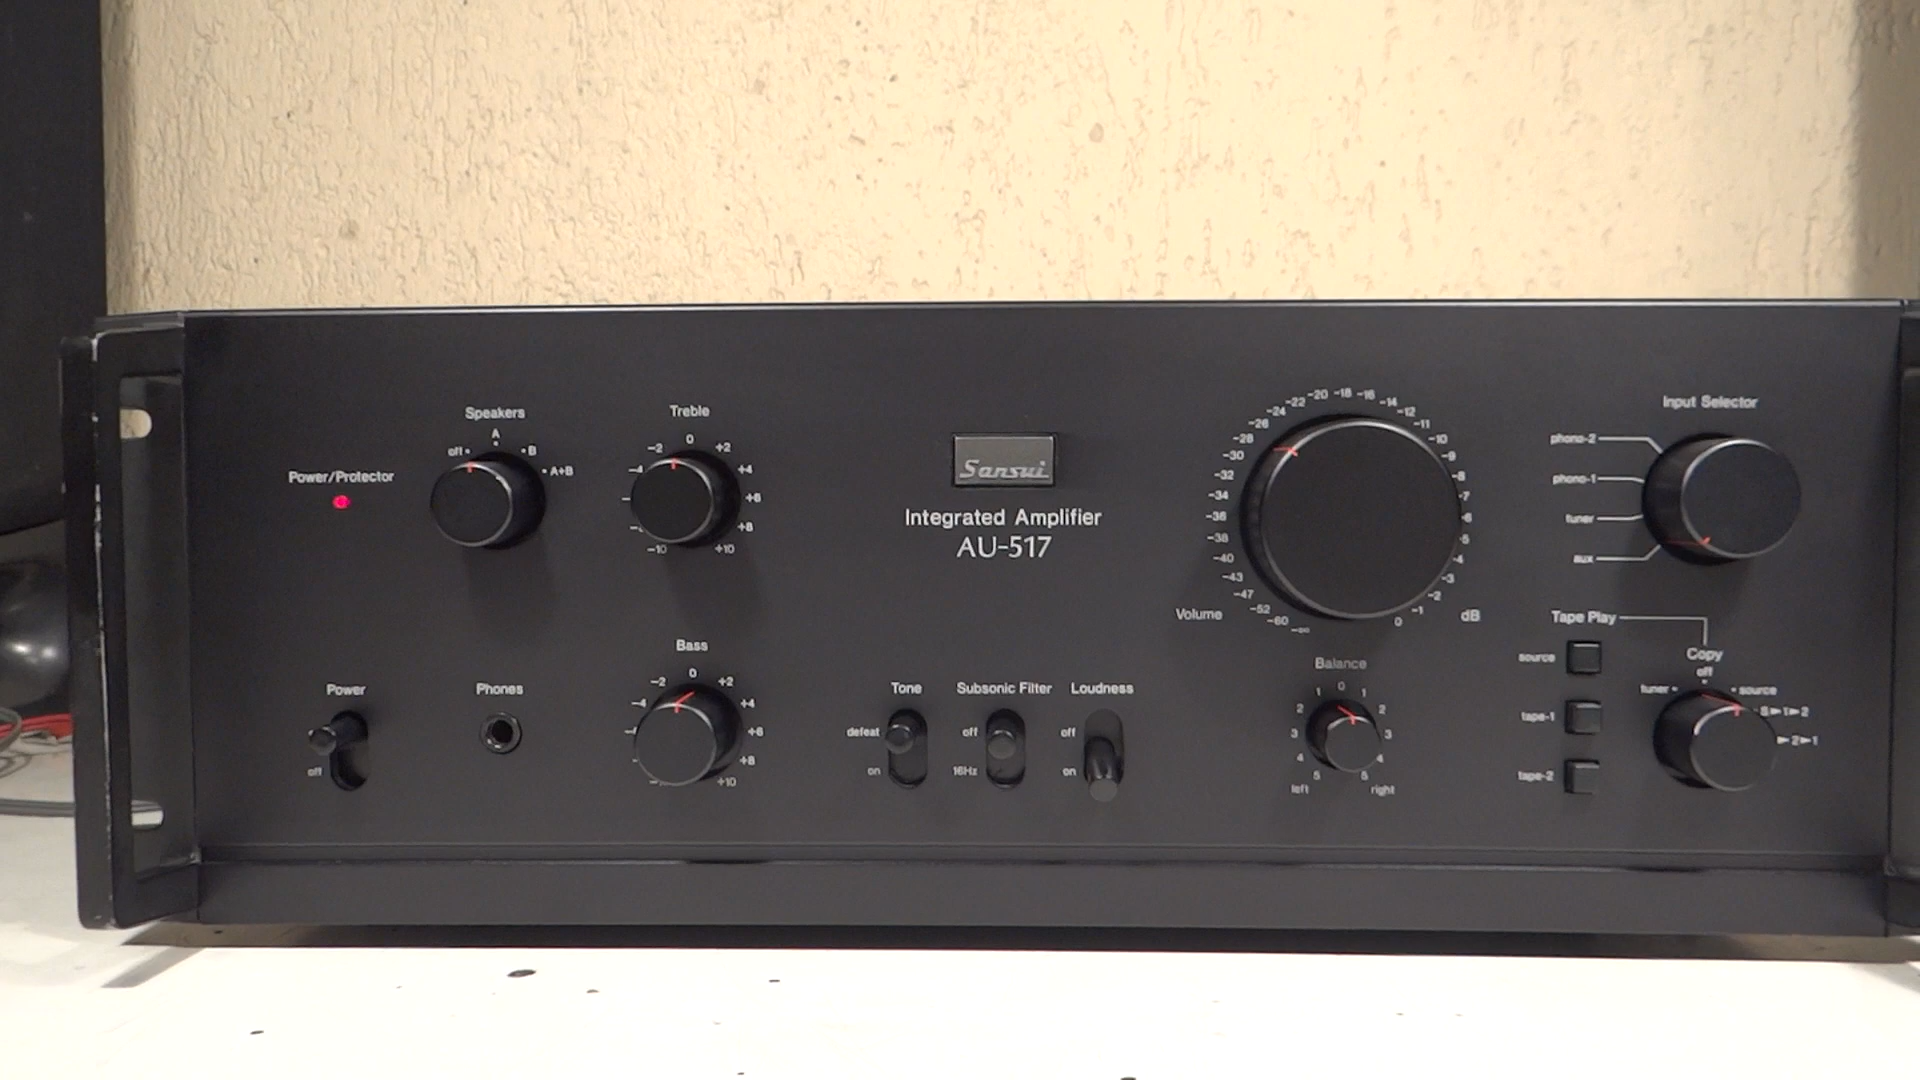 Speakers
off
A
B
A+B
Power/Protector
Treble
-2
0
+2
-4
+4
+6
+8
-10
+10
Sansui
Integrated Amplifier
AU-517
-20
-18
-16
-22
-14
-24
-12
-26
-11
-28
-10
-30
-9
-32
-8
-34
-7
-36
-6
-38
-5
-40
-4
-43
-3
-47
-2
-52
-1
-60
0
-∞
Volume
dB
Input Selector
phono-2
phono-1
tuner
aux
Power
off
Phones
Bass
-2
0
+2
-4
+4
+6
+8
+10
Tone
defeat
on
Subsonic Filter
off
16Hz
Loudness
off
on
Balance
1 0 1
2 2
3 3
4 4
5 5
left right
Tape Play
source
tape-1
tape-2
Copy
off
tuner
source
S▶1▶2
▶2▶1